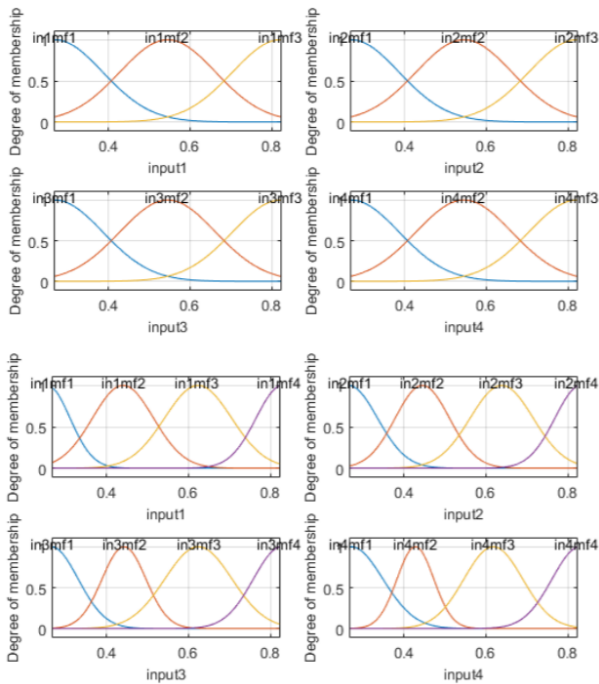 in1mf1 in1mf2 in1mf3
in2mf1 in2mf2 in2mf3
Degree of membership
1
0.5
0
0.4 0.6 0.8
input1
Degree of membership
1
0.5
0
0.4 0.6 0.8
input2
in3mf1 in3mf2 in3mf3
in4mf1 in4mf2 in4mf3
Degree of membership
1
0.5
0
0.4 0.6 0.8
input3
Degree of membership
1
0.5
0
0.4 0.6 0.8
input4
in1mf1 in1mf2 in1mf3 in1mf4
in2mf1 in2mf2 in2mf3 in2mf4
Degree of membership
1
0.5
0
0.4 0.6 0.8
input1
Degree of membership
1
0.5
0
0.4 0.6 0.8
input2
in3mf1 in3mf2 in3mf3 in3mf4
in4mf1 in4mf2 in4mf3 in4mf4
Degree of membership
1
0.5
0
0.4 0.6 0.8
input3
Degree of membership
1
0.5
0
0.4 0.6 0.8
input4